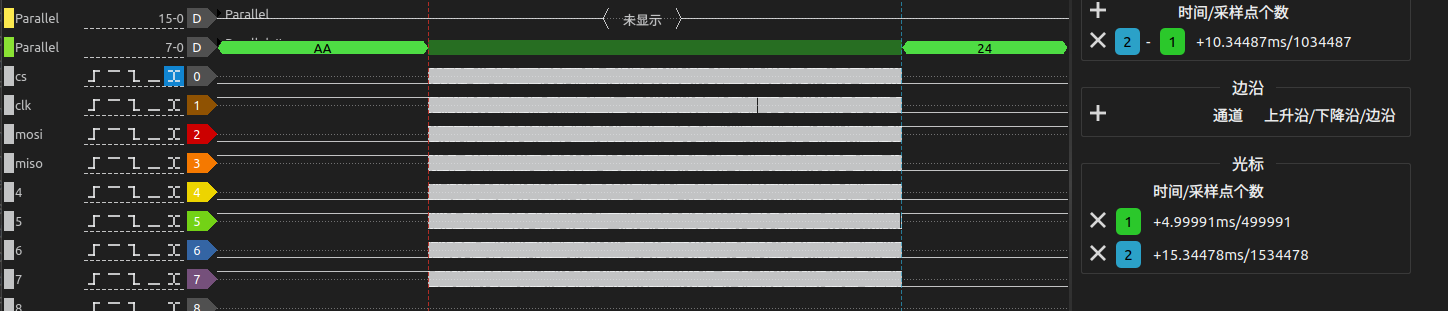 Parallel 15-0 D Parallel 未显示
Parallel 7-0 D AA 24
cs 0
clk 1
mosi 2
miso 3
4 4
5 5
6 6
7 7
8 8
时间/采样点个数
2 - 1 +10.34487ms/1034487
边沿
通道 上升沿/下降沿/边沿
光标
时间/采样点个数
1 +4.99991ms/499991
2 +15.34478ms/1534478